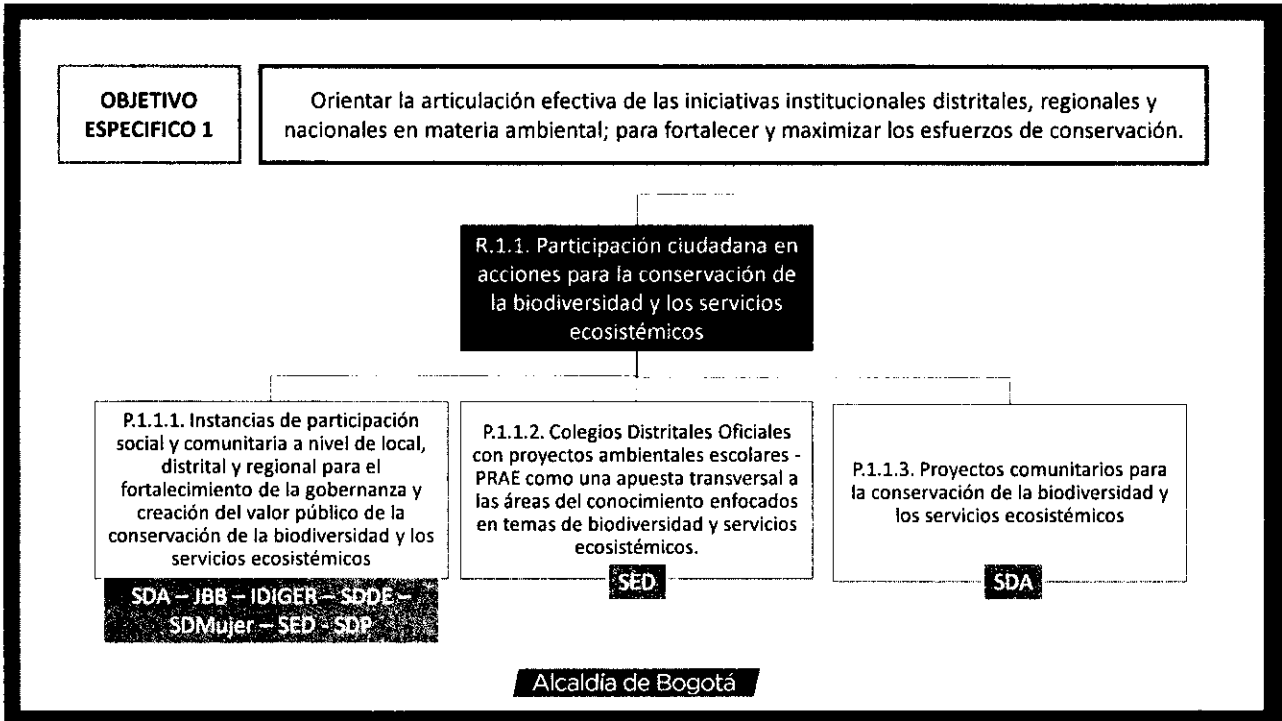 OBJETIVO
ESPECIFICO 1
Orientar la articulación efectiva de las iniciativas institucionales distritales, regionales y
nacionales en materia ambiental; para fortalecer y maximizar los esfuerzos de conservación.
R.1.1. Participación ciudadana en
acciones para la conservación de
la biodiversidad y los servicios
ecosistémicos
P.1.1.1. Instancias de participación
social y comunitaria a nivel de local,
distrital y regional para el
fortalecimiento de la gobernanza y
creación del valor público de la
conservación de la biodiversidad y los
servicios ecosistémicos
SDA – JBB – IDIGER – SDDE –
SDMujer – SED - SDP
P.1.1.2. Colegios Distritales Oficiales
con proyectos ambientales escolares -
PRAE como una apuesta transversal a
las áreas del conocimiento enfocados
en temas de biodiversidad y servicios
ecosistémicos.
SED
P.1.1.3. Proyectos comunitarios para
la conservación de la biodiversidad y
los servicios ecosistémicos
SDA
Alcaldía de Bogotá